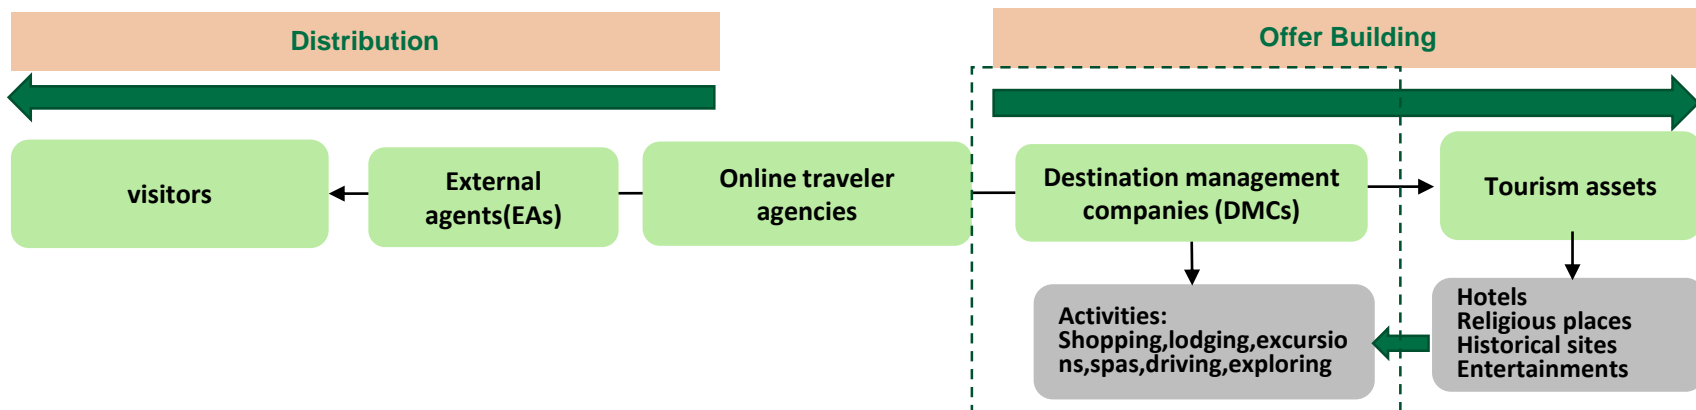 Distribution
Offer Building
visitors
External
agents(EAs)
Online traveler
agencies
Destination management
companies (DMCs)
Tourism assets
Activities:
Shopping,lodging,excursio
ns,spas,driving,exploring
Hotels
Religious places
Historical sites
Entertainments